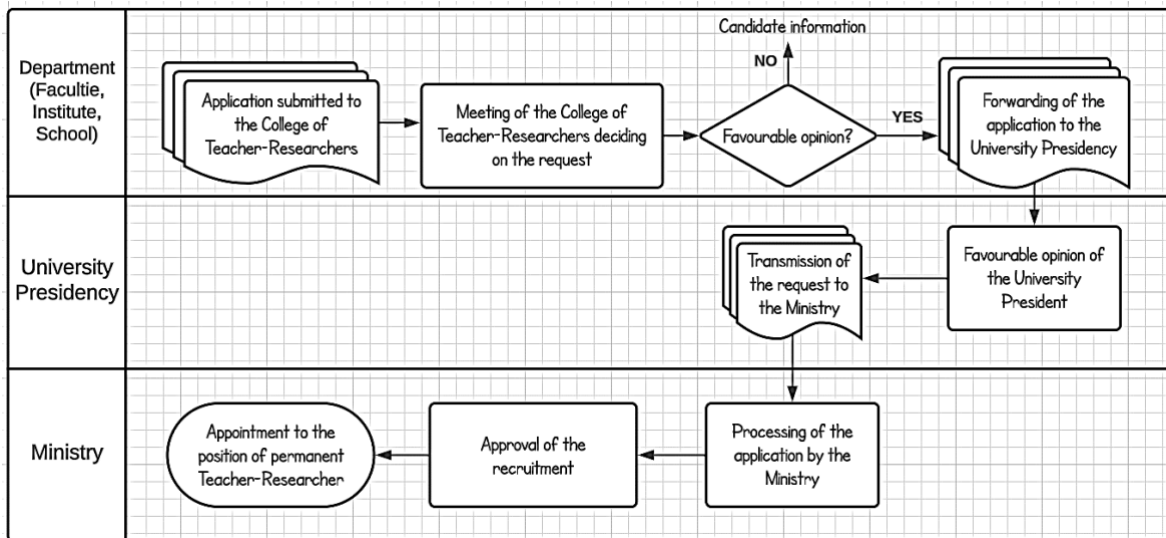 Department
(Facultie,
Institute,
School)
Application submitted to
the College of
Teacher-Researchers
Meeting of the College of
Teacher-Researchers deciding
on the request
Candidate information
NO
Favourable opinion?
YES
Forwarding of the
application to the
University Presidency
University
Presidency
Transmission of
the request to
the Ministry
Favourable opinion of
the University
President
Ministry
Appointment to the
position of permanent
Teacher-Researcher
Approval of the
recruitment
Processing of the
application by the
Ministry